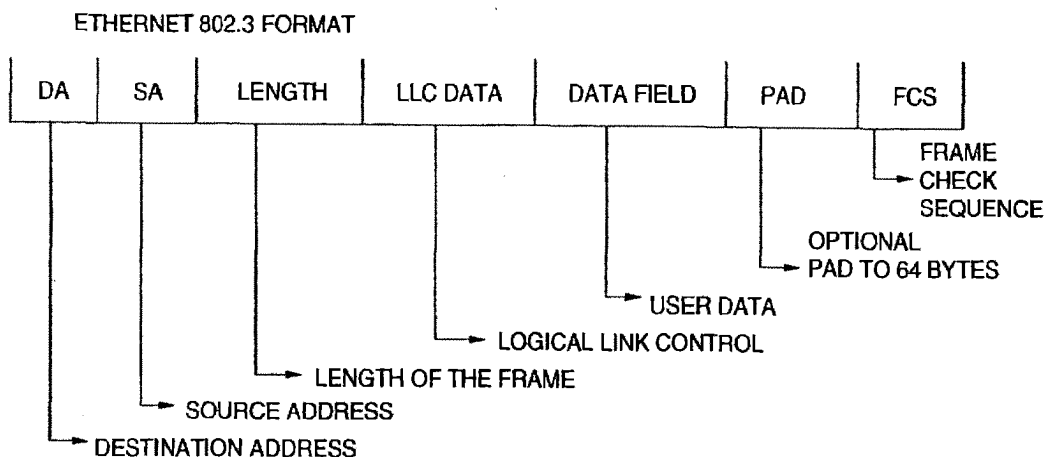 ETHERNET 802.3 FORMAT
DA SA LENGTH LLC DATA DATA FIELD PAD FCS
FRAME
CHECK
SEQUENCE
OPTIONAL
PAD TO 64 BYTES
USER DATA
LOGICAL LINK CONTROL
LENGTH OF THE FRAME
SOURCE ADDRESS
DESTINATION ADDRESS